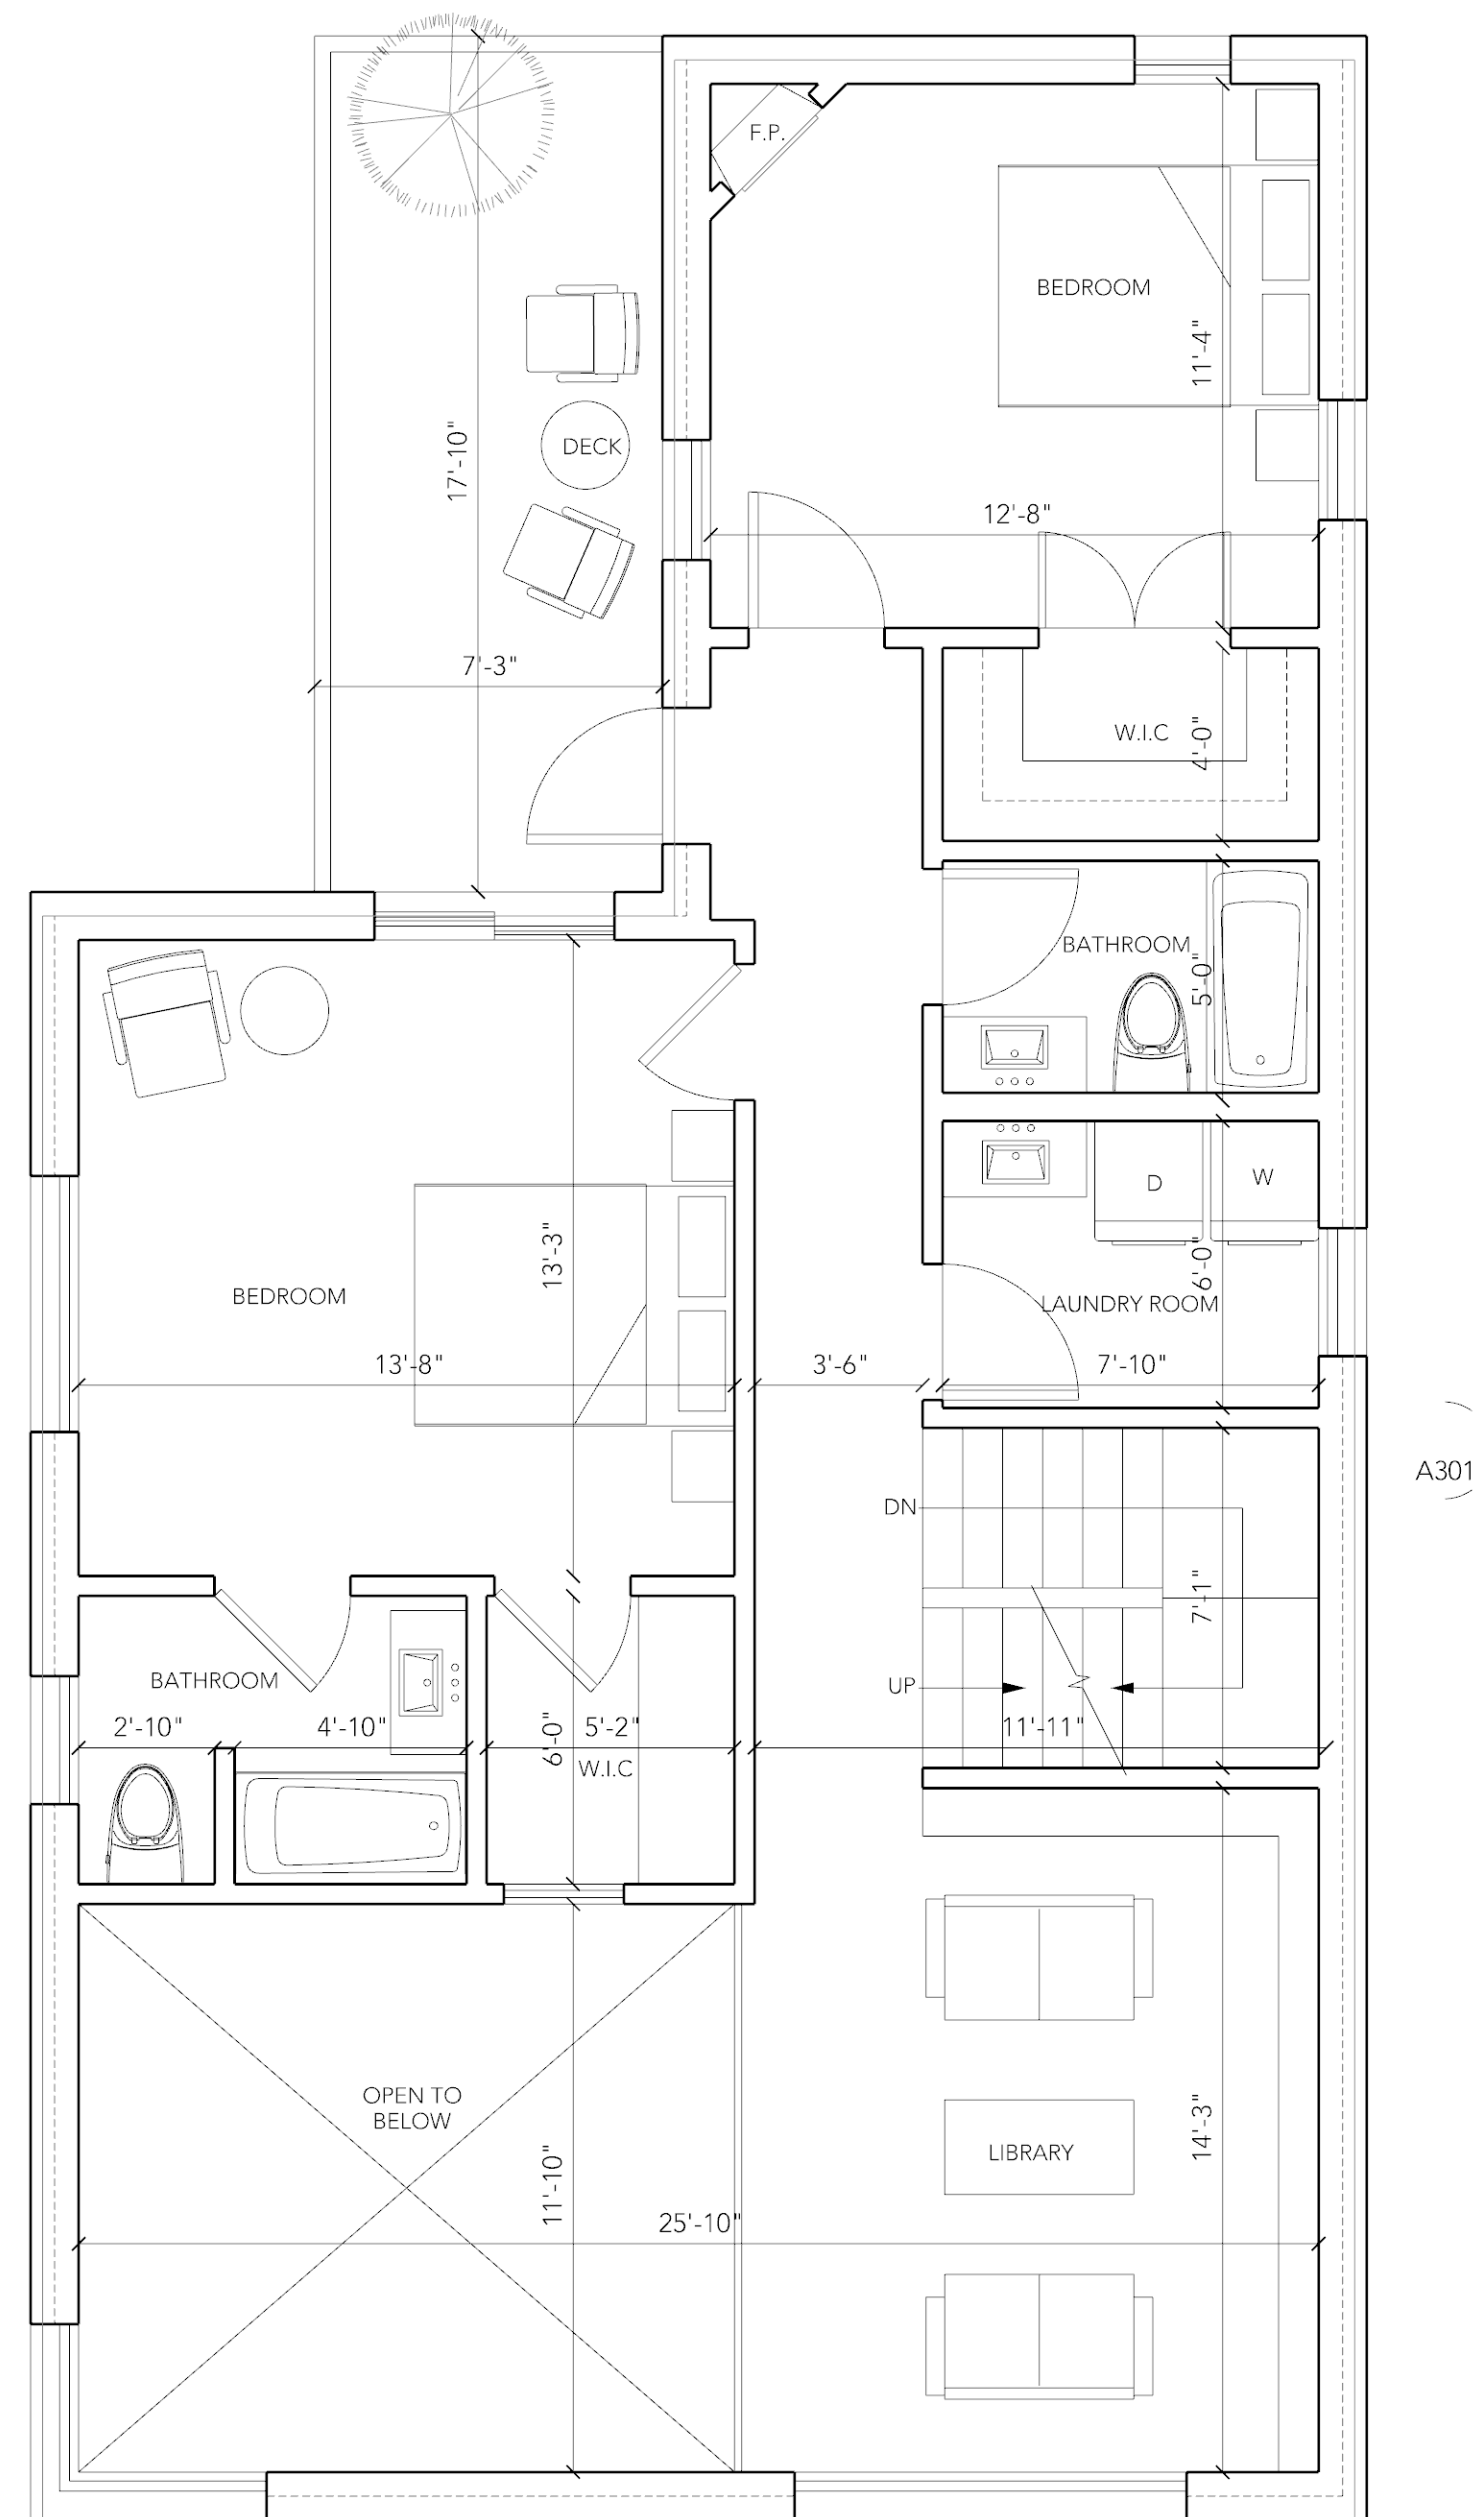 F.P.
BEDROOM
11'-4"
17'-10"
DECK
12'-8"
7'-3"
W.I.C
4'-0"
BATHROOM
5'-0"
D
W
13'-3"
6'-0"
BEDROOM
LAUNDRY ROOM
13'-8"
3'-6"
7'-10"
A301
DN
7'-1"
BATHROOM
UP
2'-10"
4'-10"
6'-0"
5'-2"
11'-11"
W.I.C
OPEN TO
BELOW
14'-3"
LIBRARY
11'-10"
25'-10"